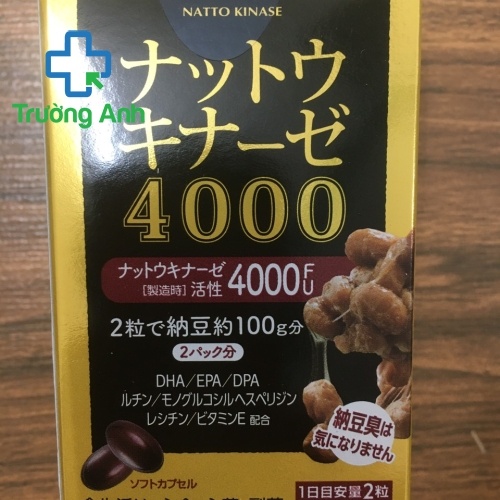 NATTO KINASE
Trường Anh
ナットウ
キナーゼ
4000
ナットウキナーゼ
[製造時] 活性 4000FU
2粒で納豆約100g分
2パック分
DHA/EPA/DPA
ルチン/モノグルコシルヘスペリジン
レシチン/ビタミンE 配合
納豆臭は
気になりません
ソフトカプセル
1日目安量2粒